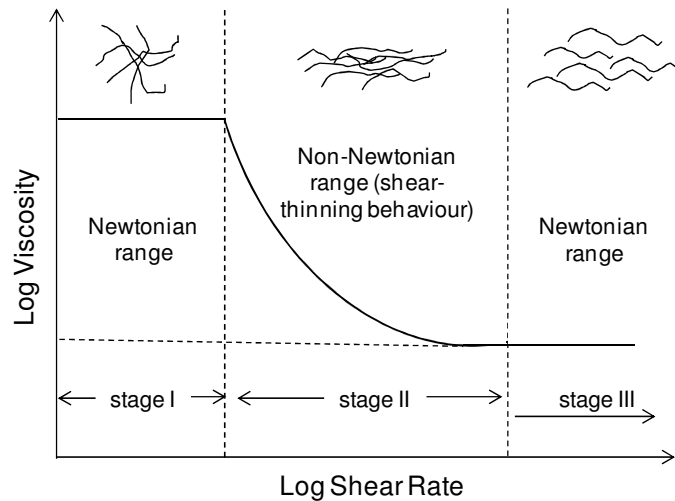 Log Viscosity
Newtonian
range
Non-Newtonian
range (shear-
thinning behaviour)
Newtonian
range
stage I
stage II
stage III
Log Shear Rate